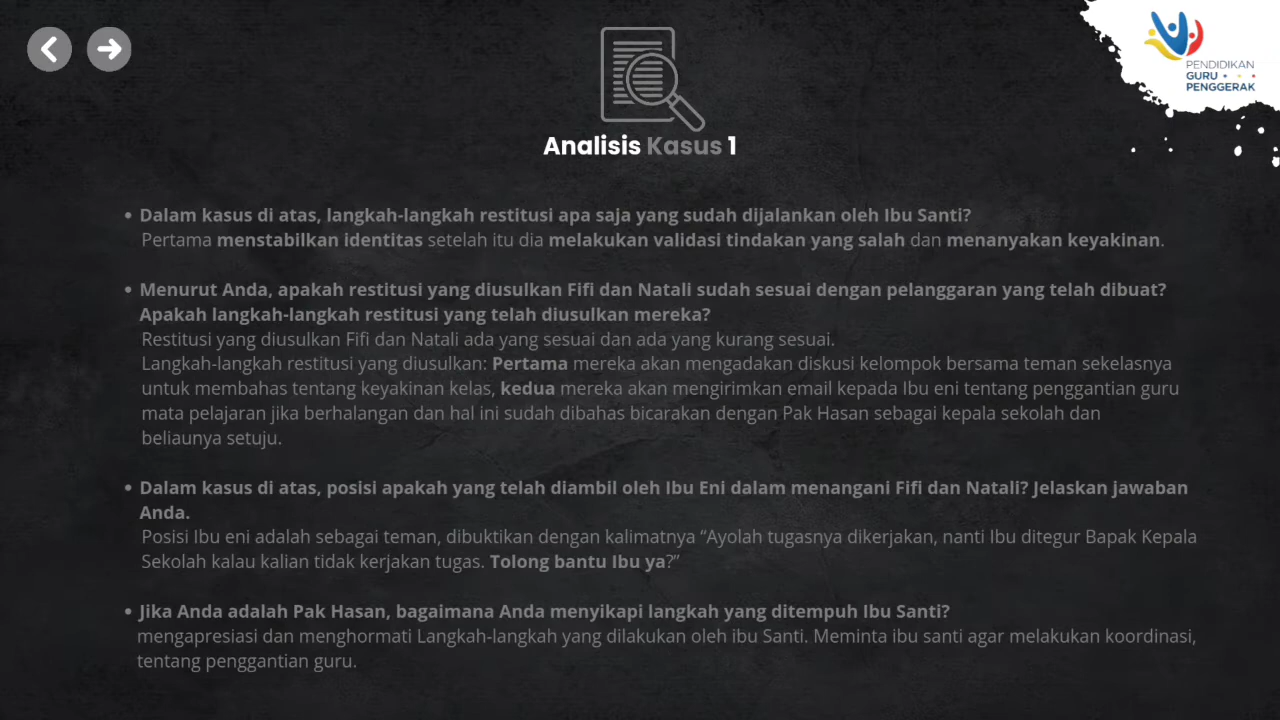 PENDIDIKAN
GURU
PENGGERAK
Analisis Kasus 1
• Dalam kasus di atas, langkah-langkah restitusi apa saja yang sudah dijalankan oleh Ibu Santi?
Pertama menstabilkan identitas setelah itu dia melakukan validasi tindakan yang salah dan menanyakan keyakinan.
• Menurut Anda, apakah restitusi yang diusulkan Fifi dan Natali sudah sesuai dengan pelanggaran yang telah dibuat?
Apakah langkah-langkah restitusi yang telah diusulkan mereka?
Restitusi yang diusulkan Fifi dan Natali ada yang sesuai dan ada yang kurang sesuai.
Langkah-langkah restitusi yang diusulkan: Pertama mereka akan mengadakan diskusi kelompok bersama teman sekelasnya
untuk membahas tentang keyakinan kelas, kedua mereka akan mengirimkan email kepada Ibu eni tentang penggantian guru
mata pelajaran jika berhalangan dan hal ini sudah dibahas bicarakan dengan Pak Hasan sebagai kepala sekolah dan
beliaunya setuju.
• Dalam kasus di atas, posisi apakah yang telah diambil oleh Ibu Eni dalam menangani Fifi dan Natali? Jelaskan jawaban
Anda.
Posisi Ibu eni adalah sebagai teman, dibuktikan dengan kalimatnya “Ayolah tugasnya dikerjakan, nanti Ibu ditegur Bapak Kepala
Sekolah kalau kalian tidak kerjakan tugas. Tolong bantu Ibu ya?”
• Jika Anda adalah Pak Hasan, bagaimana Anda menyikapi langkah yang ditempuh Ibu Santi?
mengapresiasi dan menghormati Langkah-langkah yang dilakukan oleh ibu Santi. Meminta ibu santi agar melakukan koordinasi,
tentang penggantian guru.